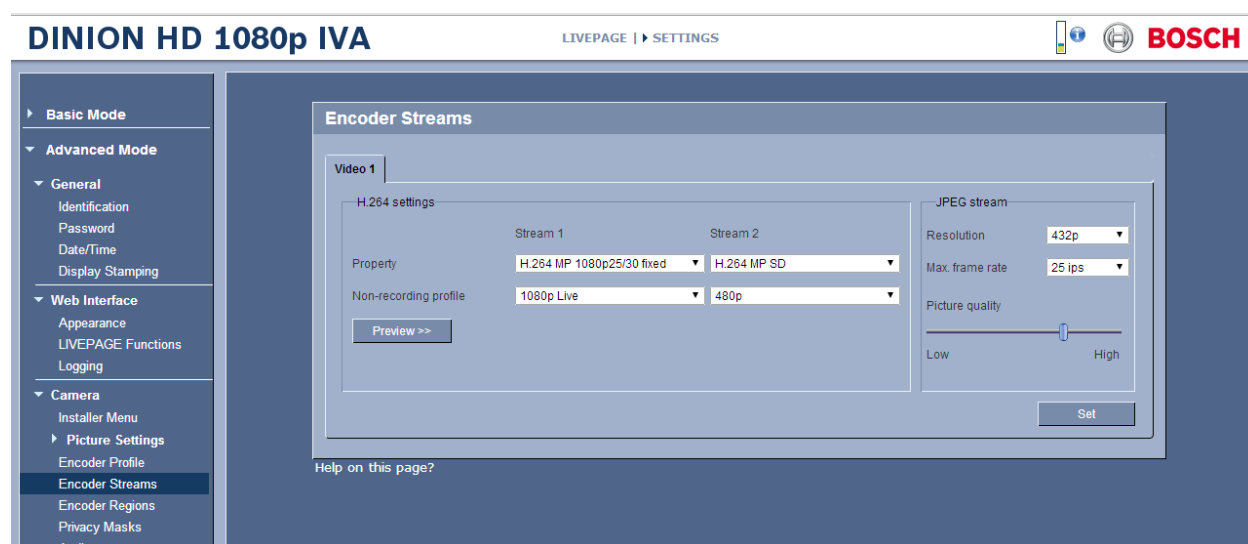 DINION HD 1080p IVA
LIVEPAGE | SETTINGS
BOSCH
Basic Mode
Advanced Mode
General
Identification
Password
Date/Time
Display Stamping
Web Interface
Appearance
LIVEPAGE Functions
Logging
Camera
Installer Menu
Picture Settings
Encoder Profile
Encoder Streams
Encoder Regions
Privacy Masks
Encoder Streams
Video 1
H.264 settings
Stream 1 Stream 2
Property H.264 MP 1080p25/30 fixed H.264 MP SD
Non-recording profile 1080p Live 480p
Preview >>
JPEG stream
Resolution 432p
Max. frame rate 25 ips
Picture quality
Low High
Set
Help on this page?